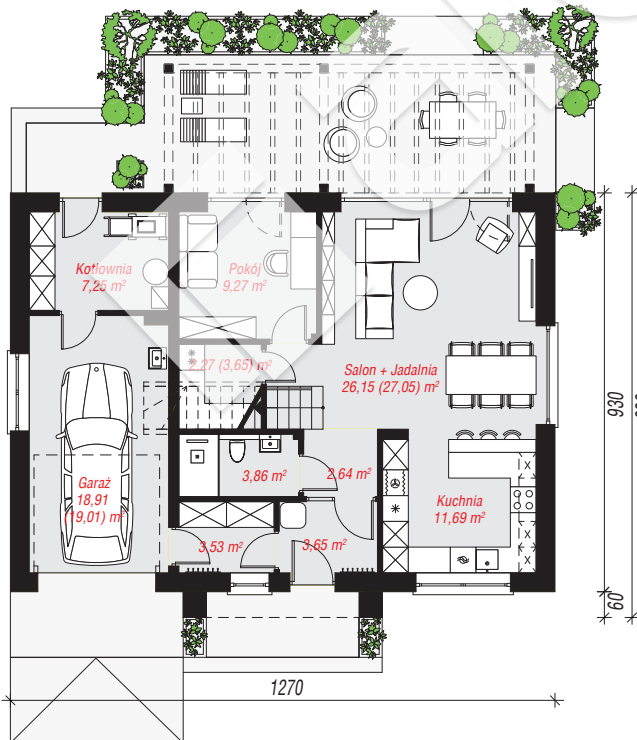 Kotłownia
7,25 m²
Pokój
9,27 m²
2,27 (3,65) m²
Salon + Jadalnia
26,15 (27,05) m²
Garaż
18,91
(19,01) m²
3,86 m²
2,64 m²
Kuchnia
11,69 m²
3,53 m²
3,65 m²
930
60
1270